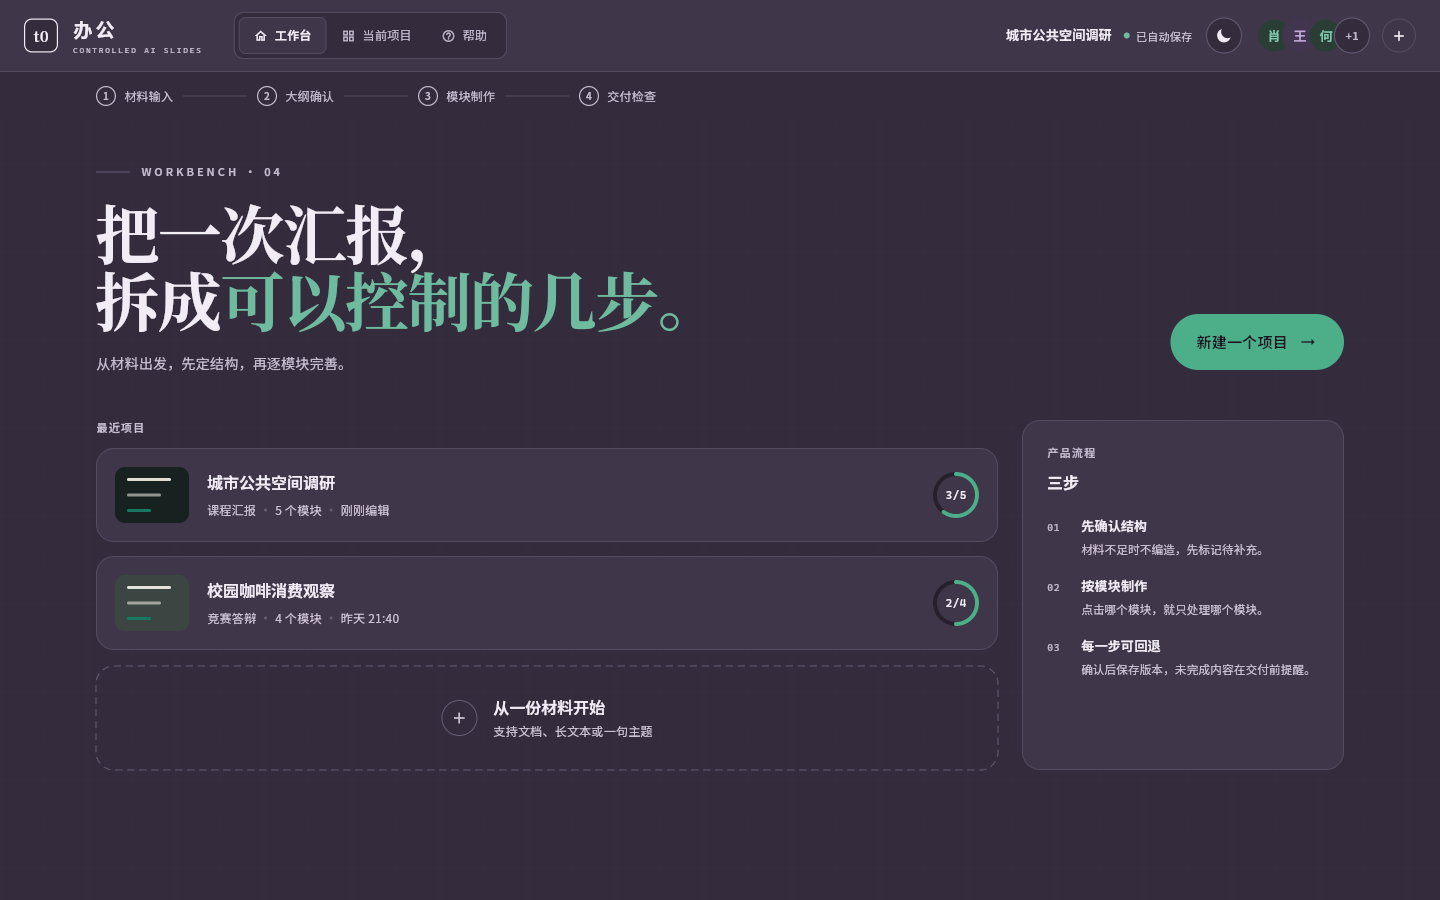 t0
办公
CONTROLLED AI SLIDES
工作台
当前项目
帮助
城市公共空间调研
已自动保存
肖
王
何
+1
+
1 材料输入
2 大纲确认
3 模块制作
4 交付检查
WORKBENCH · 04
把一次汇报，
拆成可以控制的几步。
从材料出发，先定结构，再逐模块完善。
新建一个项目 →
最近项目
城市公共空间调研
课程汇报 · 5 个模块 · 刚刚编辑
3/5
校园咖啡消费观察
竞赛答辩 · 4 个模块 · 昨天 21:40
2/4
+
从一份材料开始
支持文档、长文本或一句主题
产品流程
三步
01 先确认结构
材料不足时不编造，先标记待补充。
02 按模块制作
点击哪个模块，就只处理哪个模块。
03 每一步可回退
确认后保存版本，未完成内容在交付前提醒。